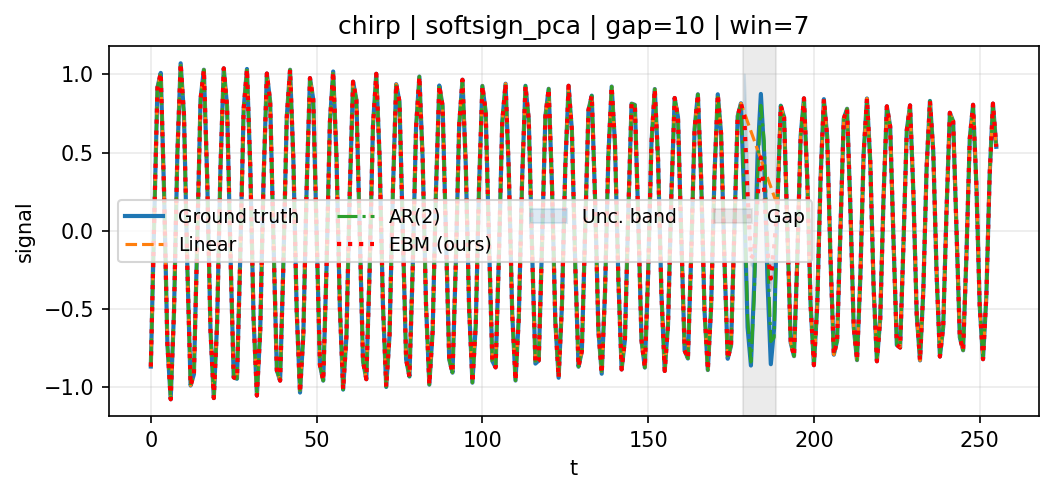 chirp | softsign_pca | gap=10 | win=7
signal
1.0
0.5
0.0
−0.5
−1.0
Ground truth
Linear
AR(2)
EBM (ours)
Unc. band
Gap
0 50 100 150 200 250
t